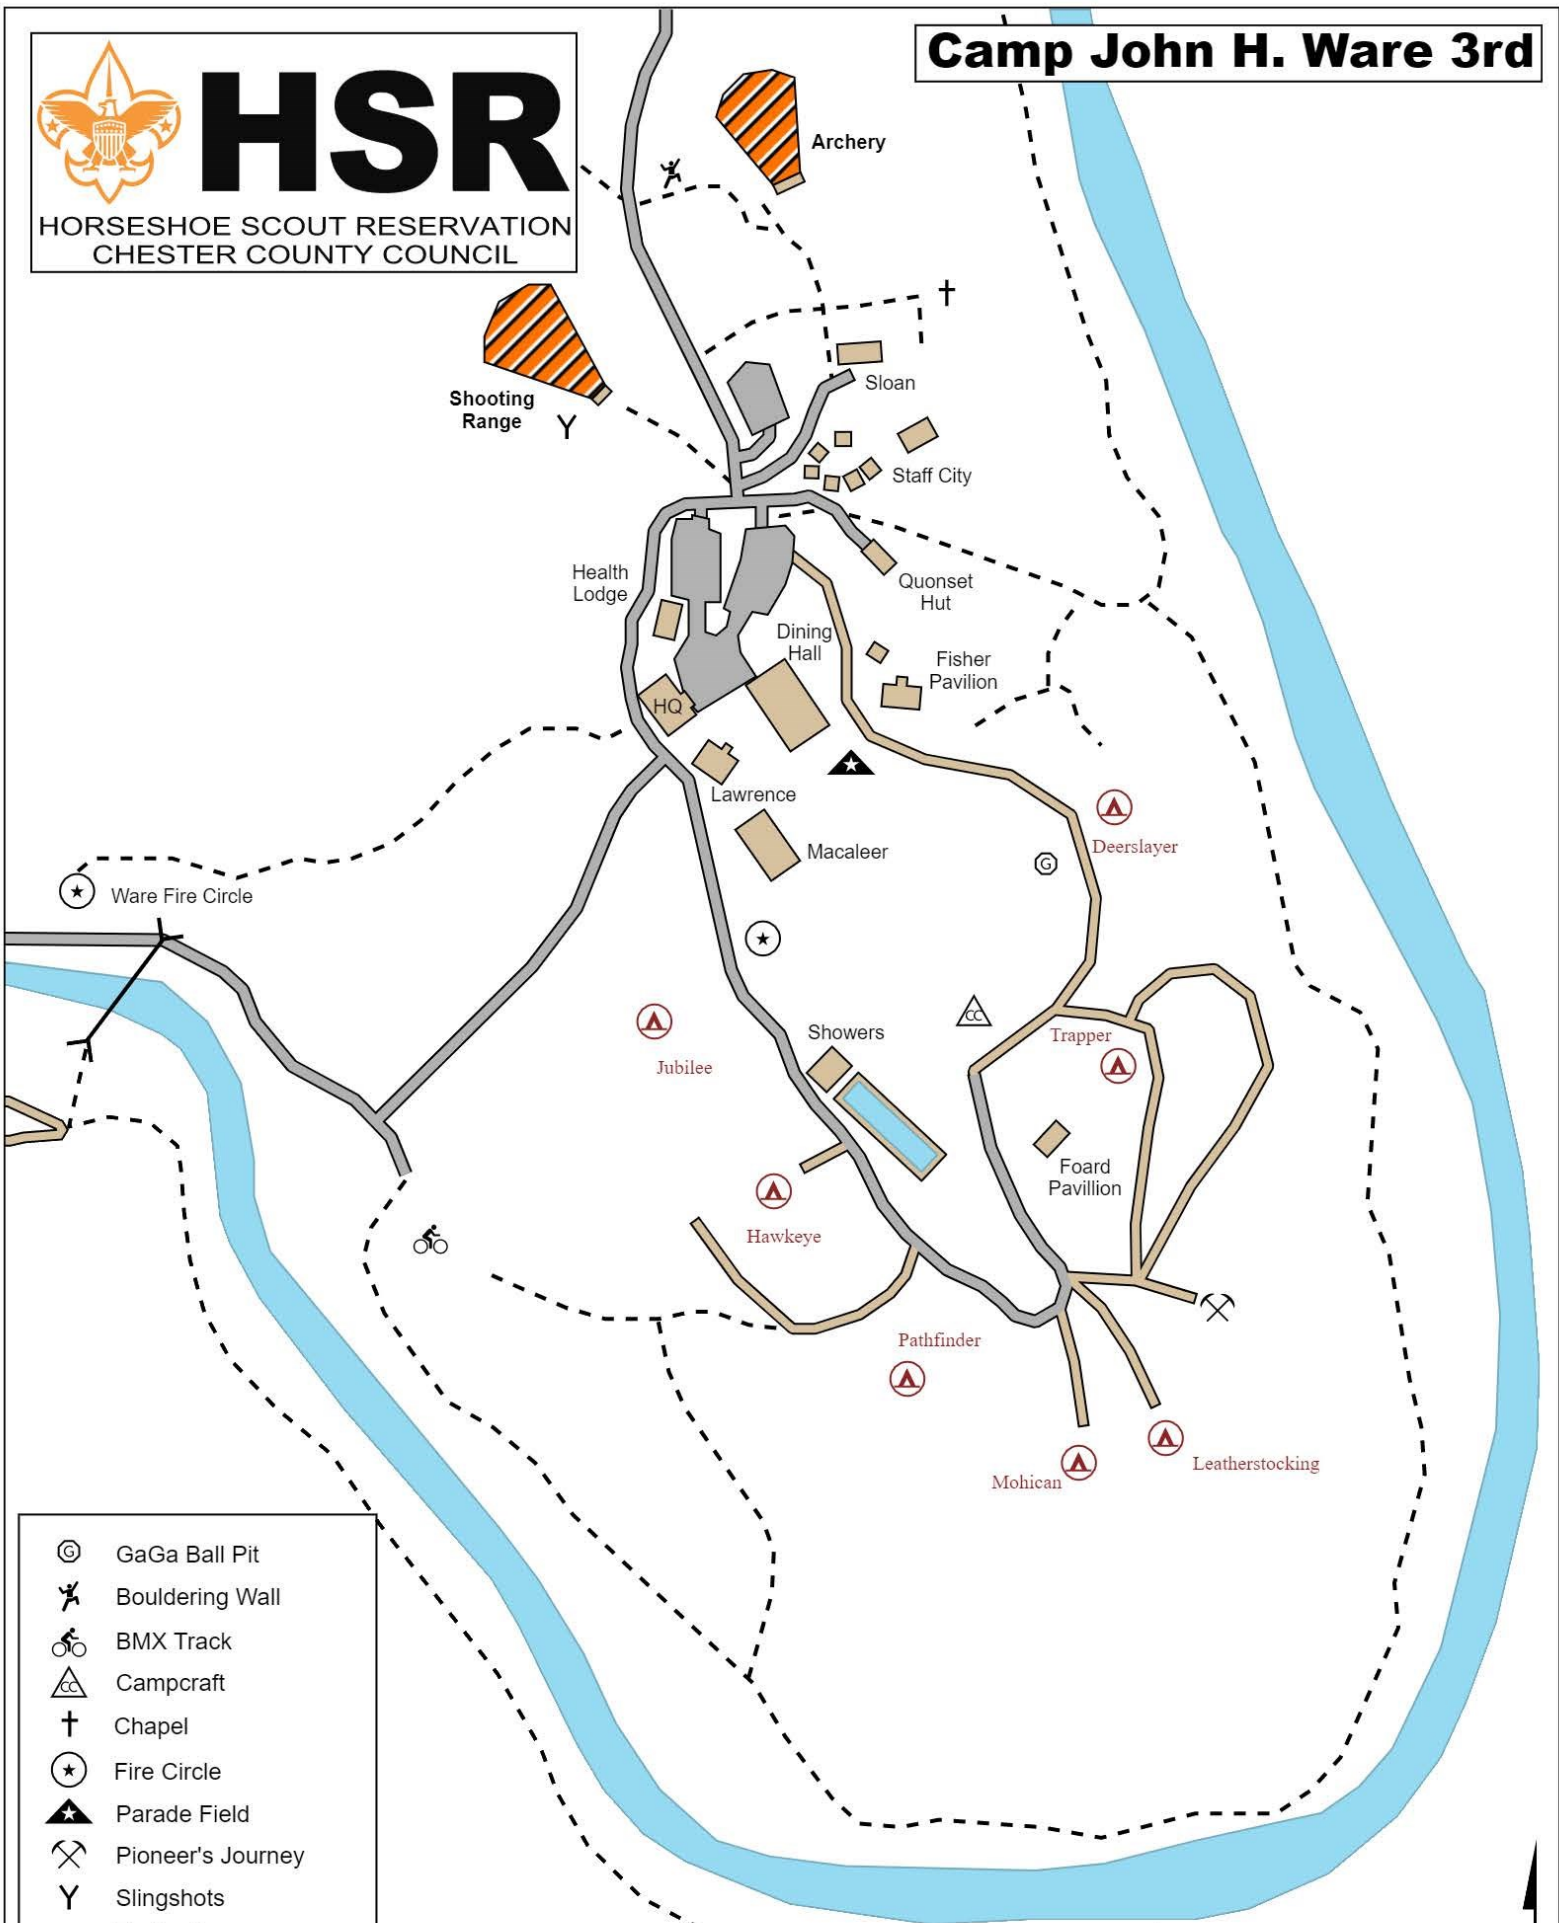 Camp John H. Ware 3rd
HSR
HORSESHOE SCOUT RESERVATION
CHESTER COUNTY COUNCIL
Archery
Shooting
Range
Sloan
Staff City
Health
Lodge
Quonset
Hut
Dining
Hall
Fisher
Pavilion
HQ
Lawrence
Macaleer
Deerslayer
G
Ware Fire Circle
CC
Showers
Trapper
Jubilee
Foard
Pavillion
Hawkeye
Pathfinder
Mohican
Leatherstocking
G GaGa Ball Pit
Bouldering Wall
BMX Track
CC Campcraft
Chapel
Fire Circle
Parade Field
Pioneer's Journey
Slingshots